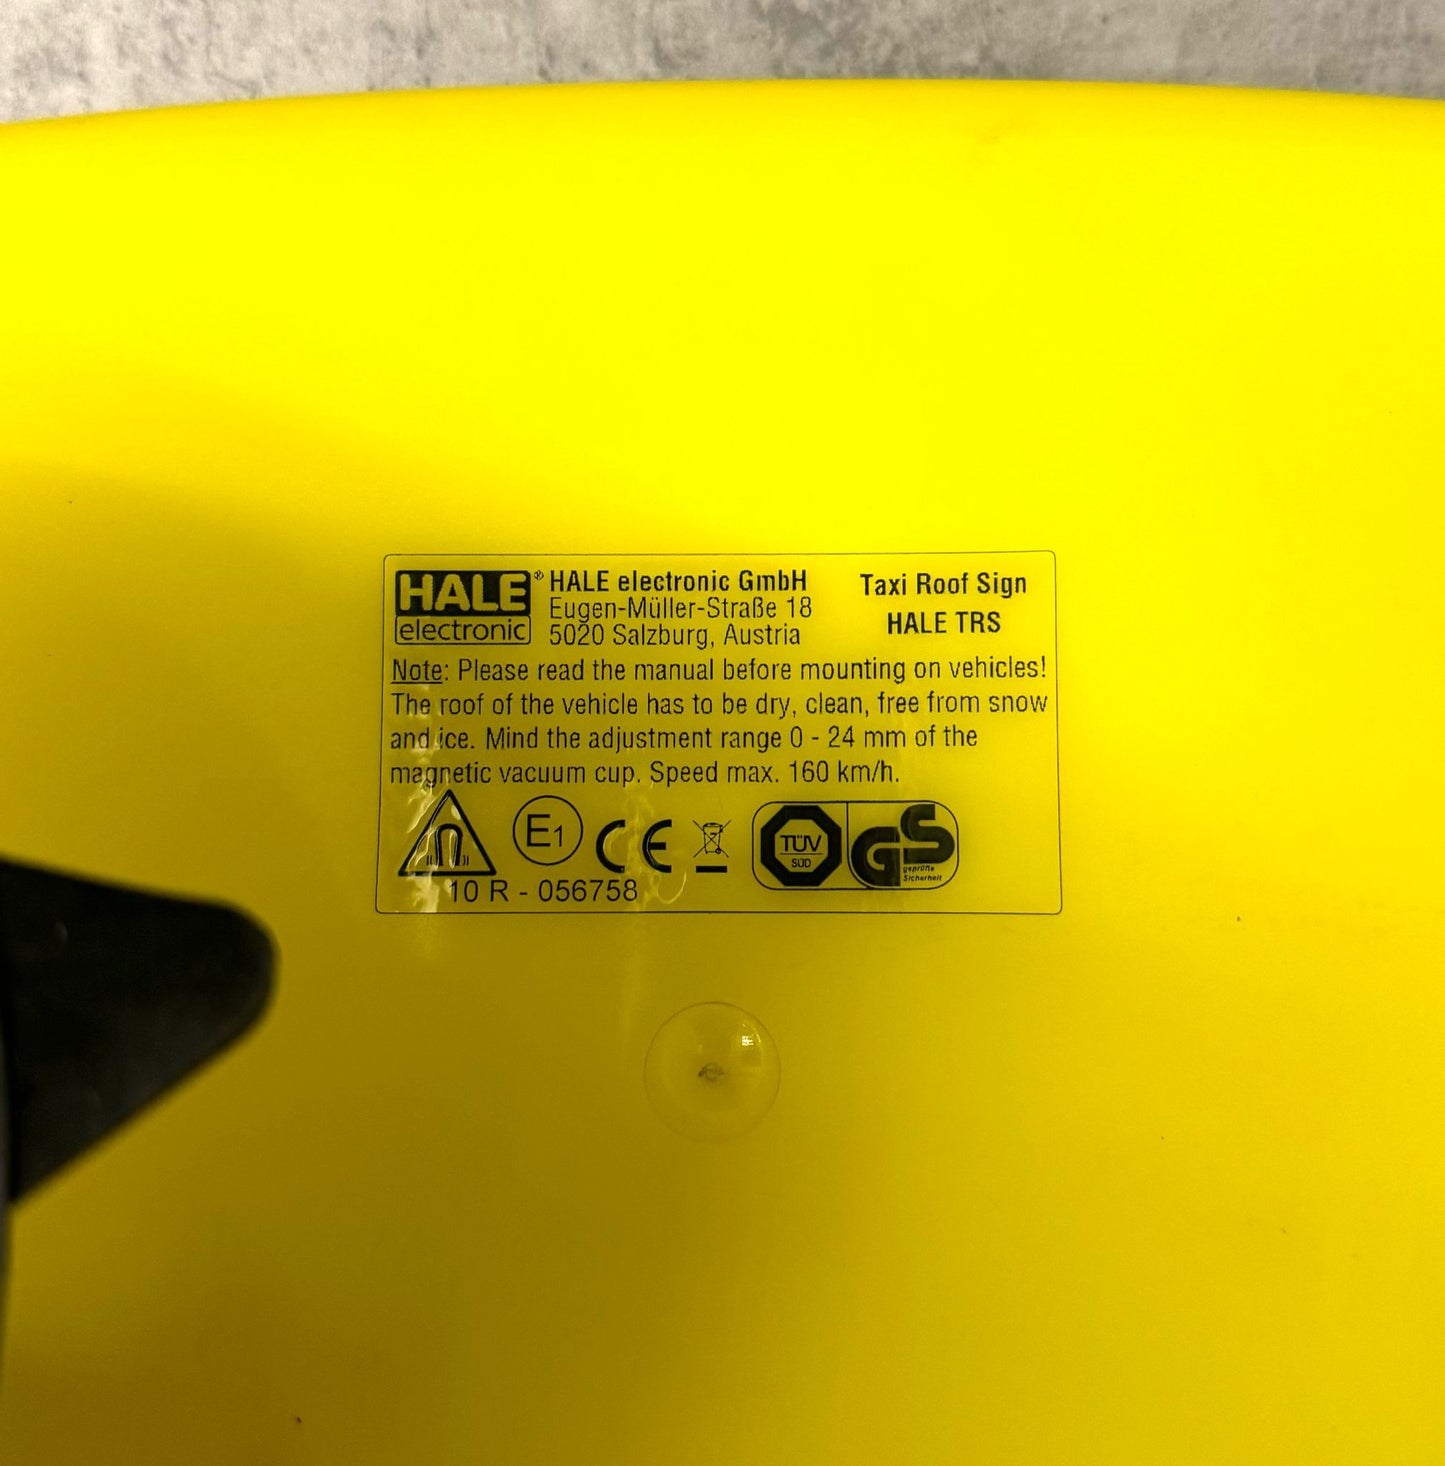 HALE®
electronic
HALE electronic GmbH
Eugen-Müller-Straße 18
5020 Salzburg, Austria
Taxi Roof Sign
HALE TRS
Note: Please read the manual before mounting on vehicles!
The roof of the vehicle has to be dry, clean, free from snow
and ice. Mind the adjustment range 0 - 24 mm of the
magnetic vacuum cup. Speed max. 160 km/h.
E1
CE
TÜV
SÜD
GS
geprüfte
Sicherheit
10 R - 056758